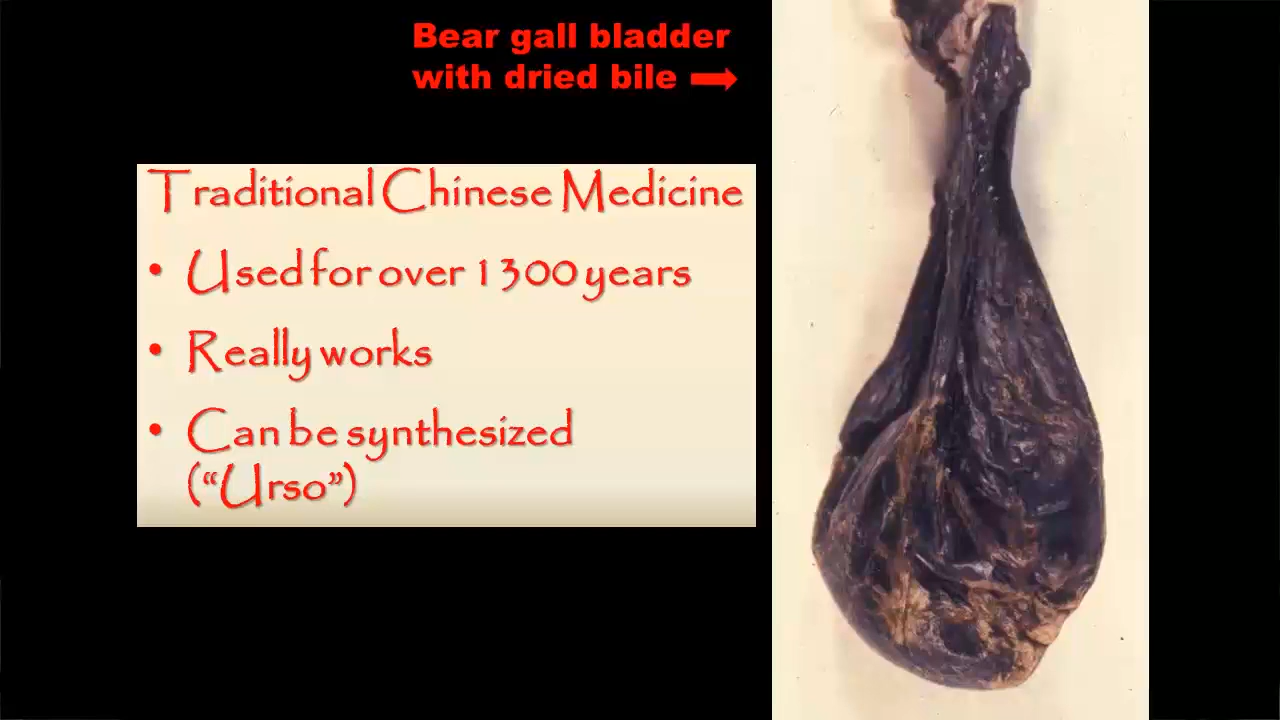 Bear gall bladder
with dried bile
Traditional Chinese Medicine
• Used for over 1300 years
• Really works
• Can be synthesized
(“Urso”)